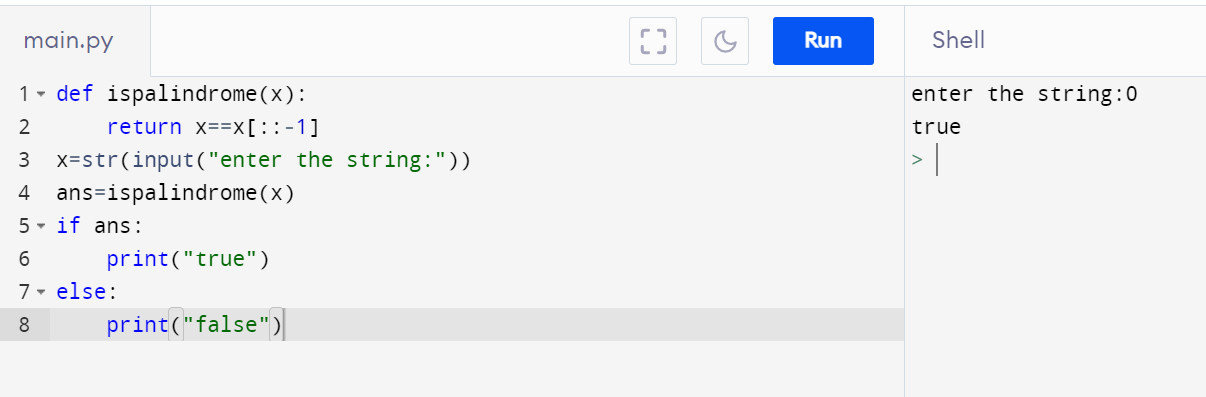 main.py
Run
Shell
1 def ispalindrome(x):
2     return x==x[::-1]
3 x=str(input("enter the string:"))
4 ans=ispalindrome(x)
5 if ans:
6     print("true")
7 else:
8     print("false")
enter the string:0
true
>